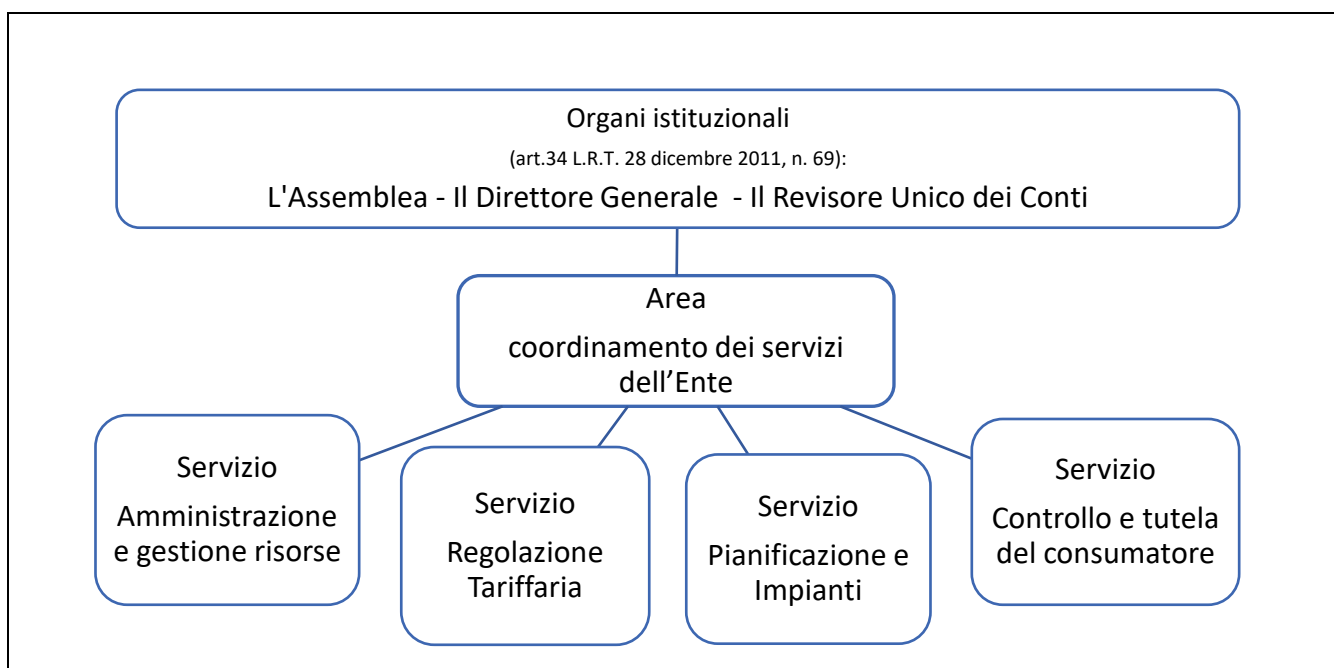 Organi istituzionali
(art.34 L.R.T. 28 dicembre 2011, n. 69):
L'Assemblea - Il Direttore Generale  - Il Revisore Unico dei Conti
Area
coordinamento dei servizi
dell’Ente
Servizio
Amministrazione
e gestione risorse
Servizio
Regolazione
Tariffaria
Servizio
Pianificazione e
Impianti
Servizio
Controllo e tutela
del consumatore